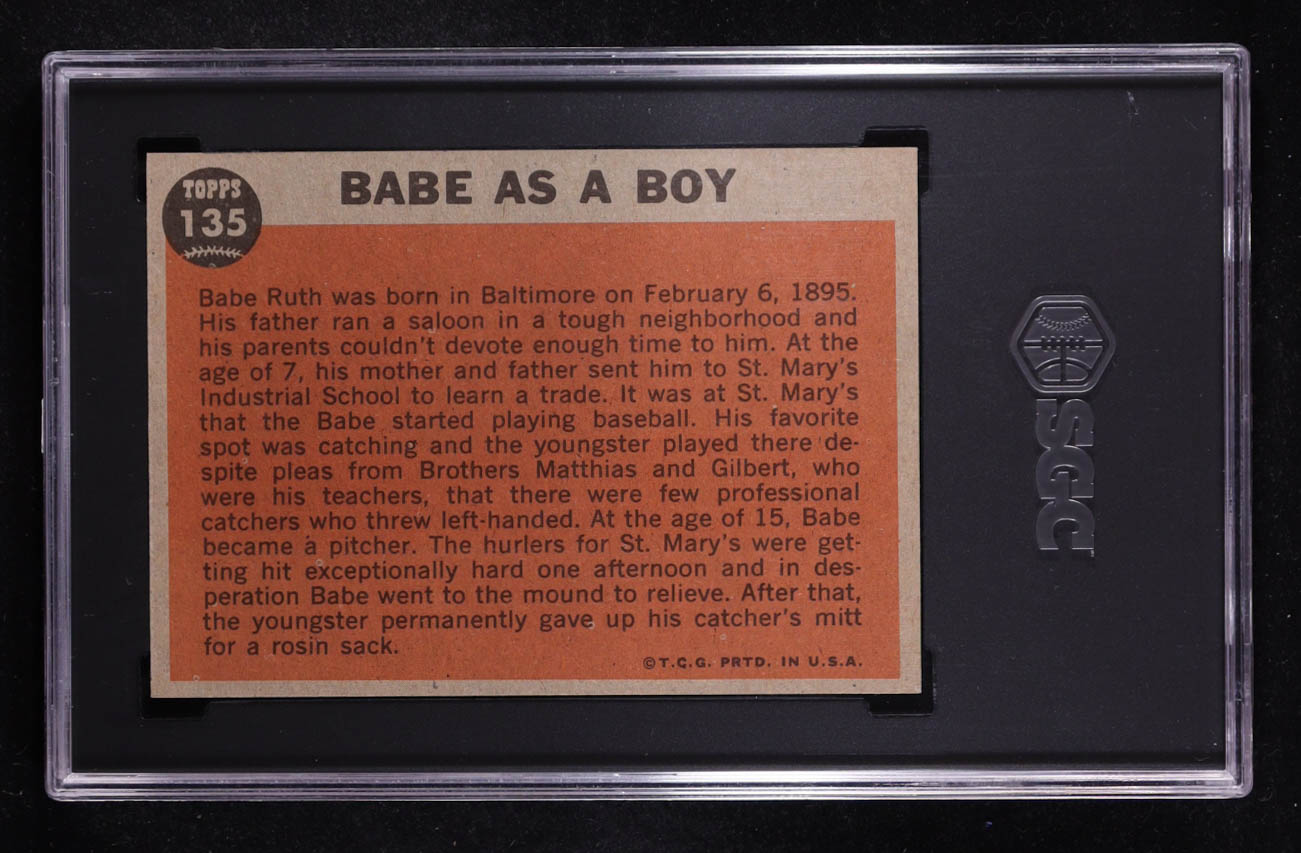 TOPPS
135
BABE AS A BOY
Babe Ruth was born in Baltimore on February 6, 1895.
His father ran a saloon in a tough neighborhood and
his parents couldn't devote enough time to him. At the
age of 7, his mother and father sent him to St. Mary's
Industrial School to learn a trade. It was at St. Mary's
that the Babe started playing baseball. His favorite
spot was catching and the youngster played there de-
spite pleas from Brothers Matthias and Gilbert, who
were his teachers, that there were few professional
catchers who threw left-handed. At the age of 15, Babe
became a pitcher. The hurlers for St. Mary's were get-
ting hit exceptionally hard one afternoon and in des-
peration Babe went to the mound to relieve. After that,
the youngster permanently gave up his catcher's mitt
for a rosin sack.
©T.C.G. PRTD. IN U.S.A.
SGC